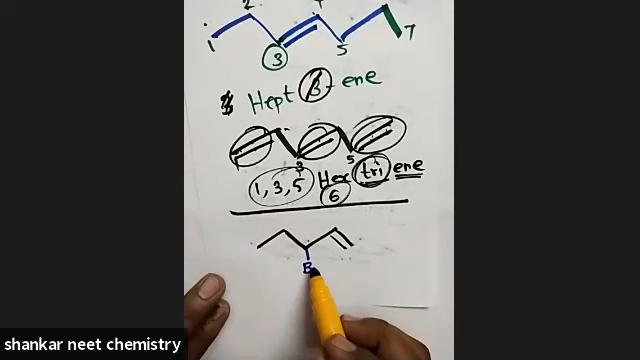 1 2 3 4 5 7
Hept 3 - ene
3 5
1, 3, 5 Hex tri ene
6
B
shankar neet chemistry